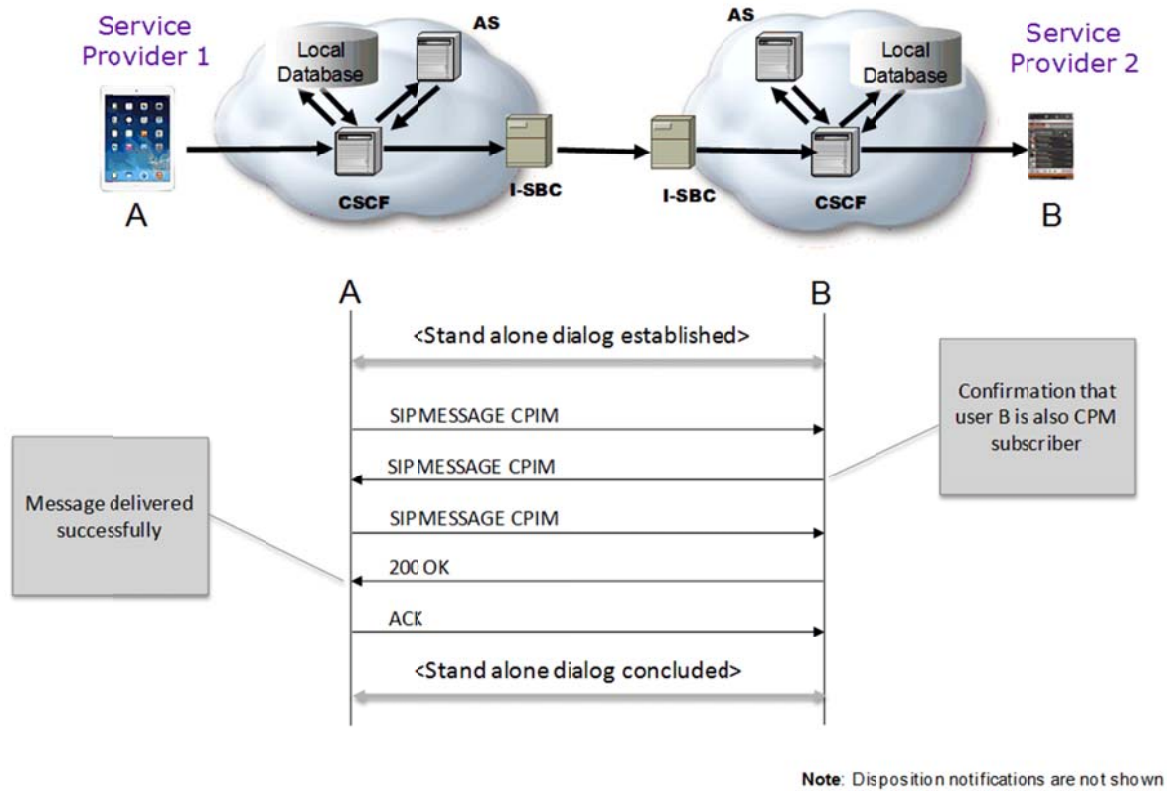 Service
Provider 1
Local
Database
AS
CSCF
I-SBC
A
AS
Local
Database
Service
Provider 2
I-SBC
CSCF
B
A
B
<Stand alone dialog established>
SIPMESSAGE CPIM
Confirmation that
user B is also CPM
subscriber
SIPMESSAGE CPIM
Message delivered
successfully
SIPMESSAGE CPIM
200 OK
ACK
<Stand alone dialog concluded>
Note: Disposition notifications are not shown